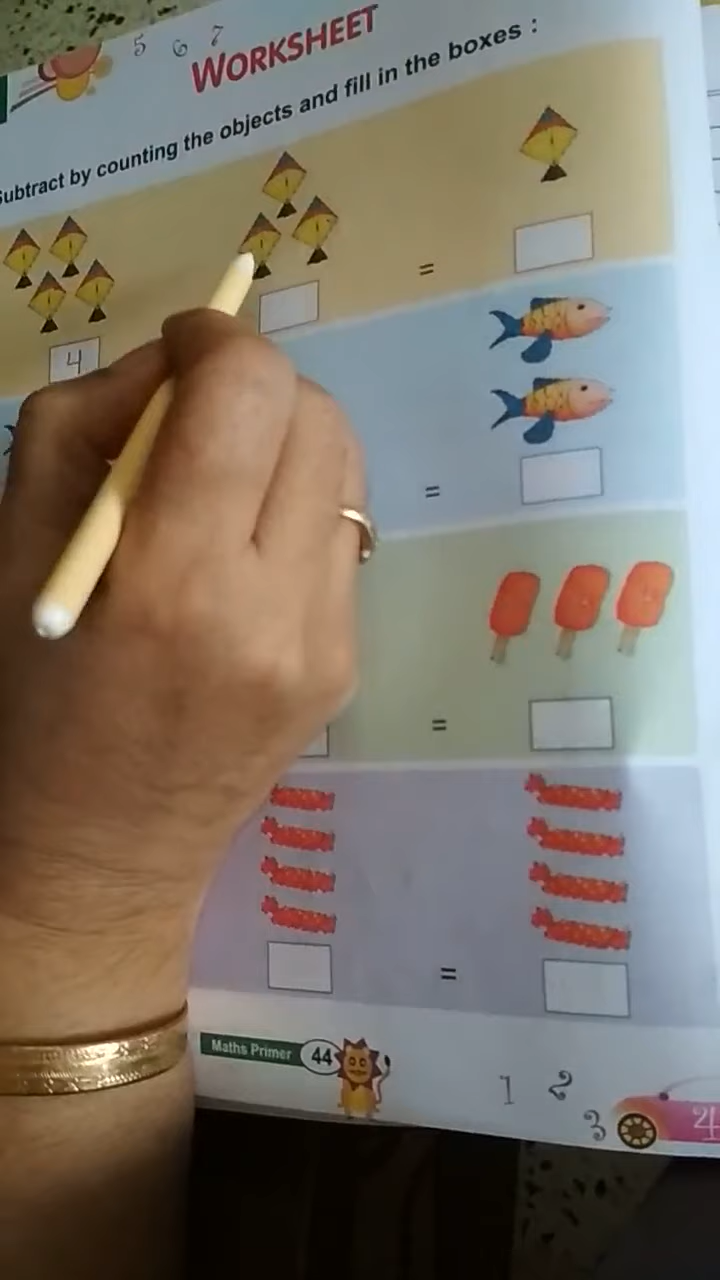 5 6 7
WORKSHEET
Subtract by counting the objects and fill in the boxes :
=
4
=
=
=
Maths Primer 44
1 2
3 4